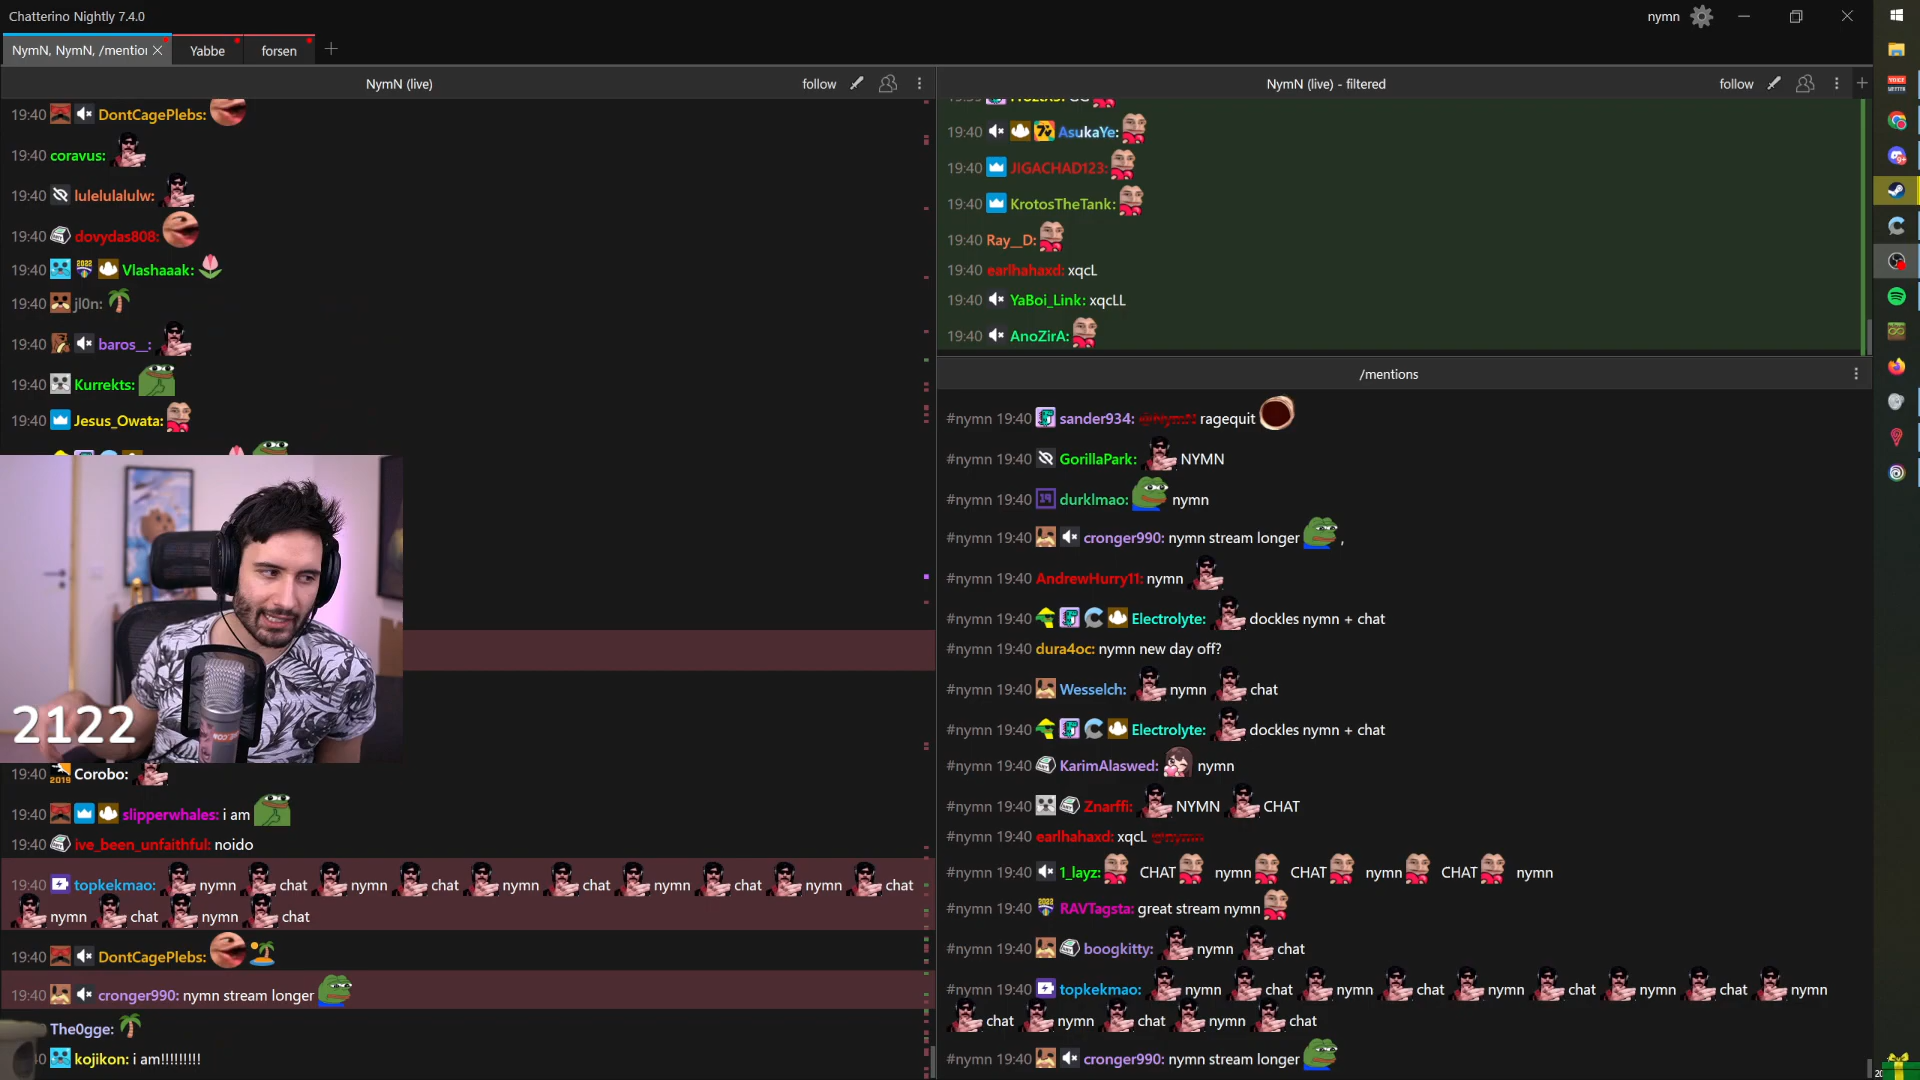 Chatterino Nightly 7.4.0
nymn
NymN, NymN, /mention
Yabbe
forsen
NymN (live)
follow
19:40 DontCagePlebs:
19:40 coravus:
19:40 lulelulalulw:
19:40 dovydas808:
19:40 2022 Vlashaaak:
19:40 jl0n:
19:40 baros__:
19:40 Kurrekts:
19:40 Jesus_Owata:
2122
19:40 2019 Corobo:
19:40 slipperwhales: i am
19:40 ive_been_unfaithful: noido
19:40 topkekmao: nymn chat nymn chat nymn chat nymn chat nymn chat
nymn chat nymn chat
19:40 DontCagePlebs:
19:40 cronger990: nymn stream longer
The0gge:
kojikon: i am!!!!!!!!!
NymN (live) - filtered
follow
19:40 AsukaYe:
19:40 JIGACHAD123:
19:40 KrotosTheTank:
19:40 Ray__D:
19:40 earlhahaxd: xqcL
19:40 YaBoi_Link: xqcLL
19:40 AnoZirA:
/mentions
#nymn 19:40 sander934: @NymN ragequit
#nymn 19:40 GorillaPark: NYMN
#nymn 19:40 19 durklmao: nymn
#nymn 19:40 cronger990: nymn stream longer ,
#nymn 19:40 AndrewHurry11: nymn
#nymn 19:40 Electrolyte: dockles nymn + chat
#nymn 19:40 dura4oc: nymn new day off?
#nymn 19:40 Wesselch: nymn chat
#nymn 19:40 Electrolyte: dockles nymn + chat
#nymn 19:40 KarimAlaswed: nymn
#nymn 19:40 Znarffi: NYMN CHAT
#nymn 19:40 earlhahaxd: xqcL @nymn
#nymn 19:40 1_layz: CHAT nymn CHAT nymn CHAT nymn
#nymn 19:40 2022 RAVTagsta: great stream nymn
#nymn 19:40 boogkitty: nymn chat
#nymn 19:40 topkekmao: nymn chat nymn chat nymn chat nymn chat nymn
chat nymn chat nymn chat
#nymn 19:40 cronger990: nymn stream longer